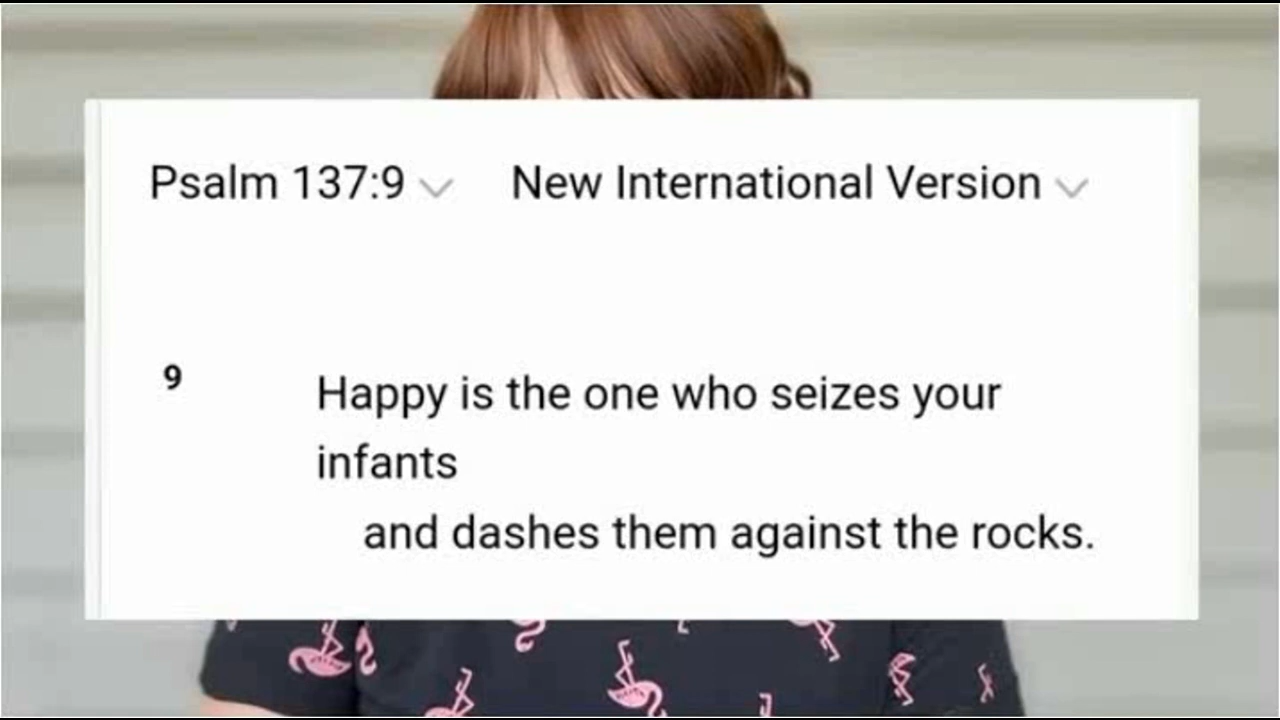 Psalm 137:9 New International Version
9 Happy is the one who seizes your
infants
and dashes them against the rocks.